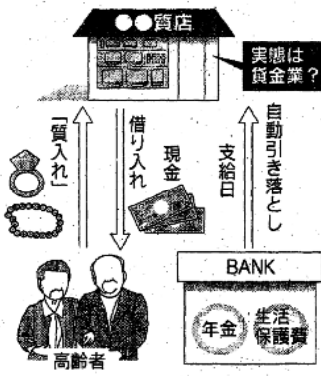 ●●質店
実態は
貸金業?
「質入れ」
借り入れ
現金
支給日
自動引き落とし
BANK
年金
生活
保護費
高齢者